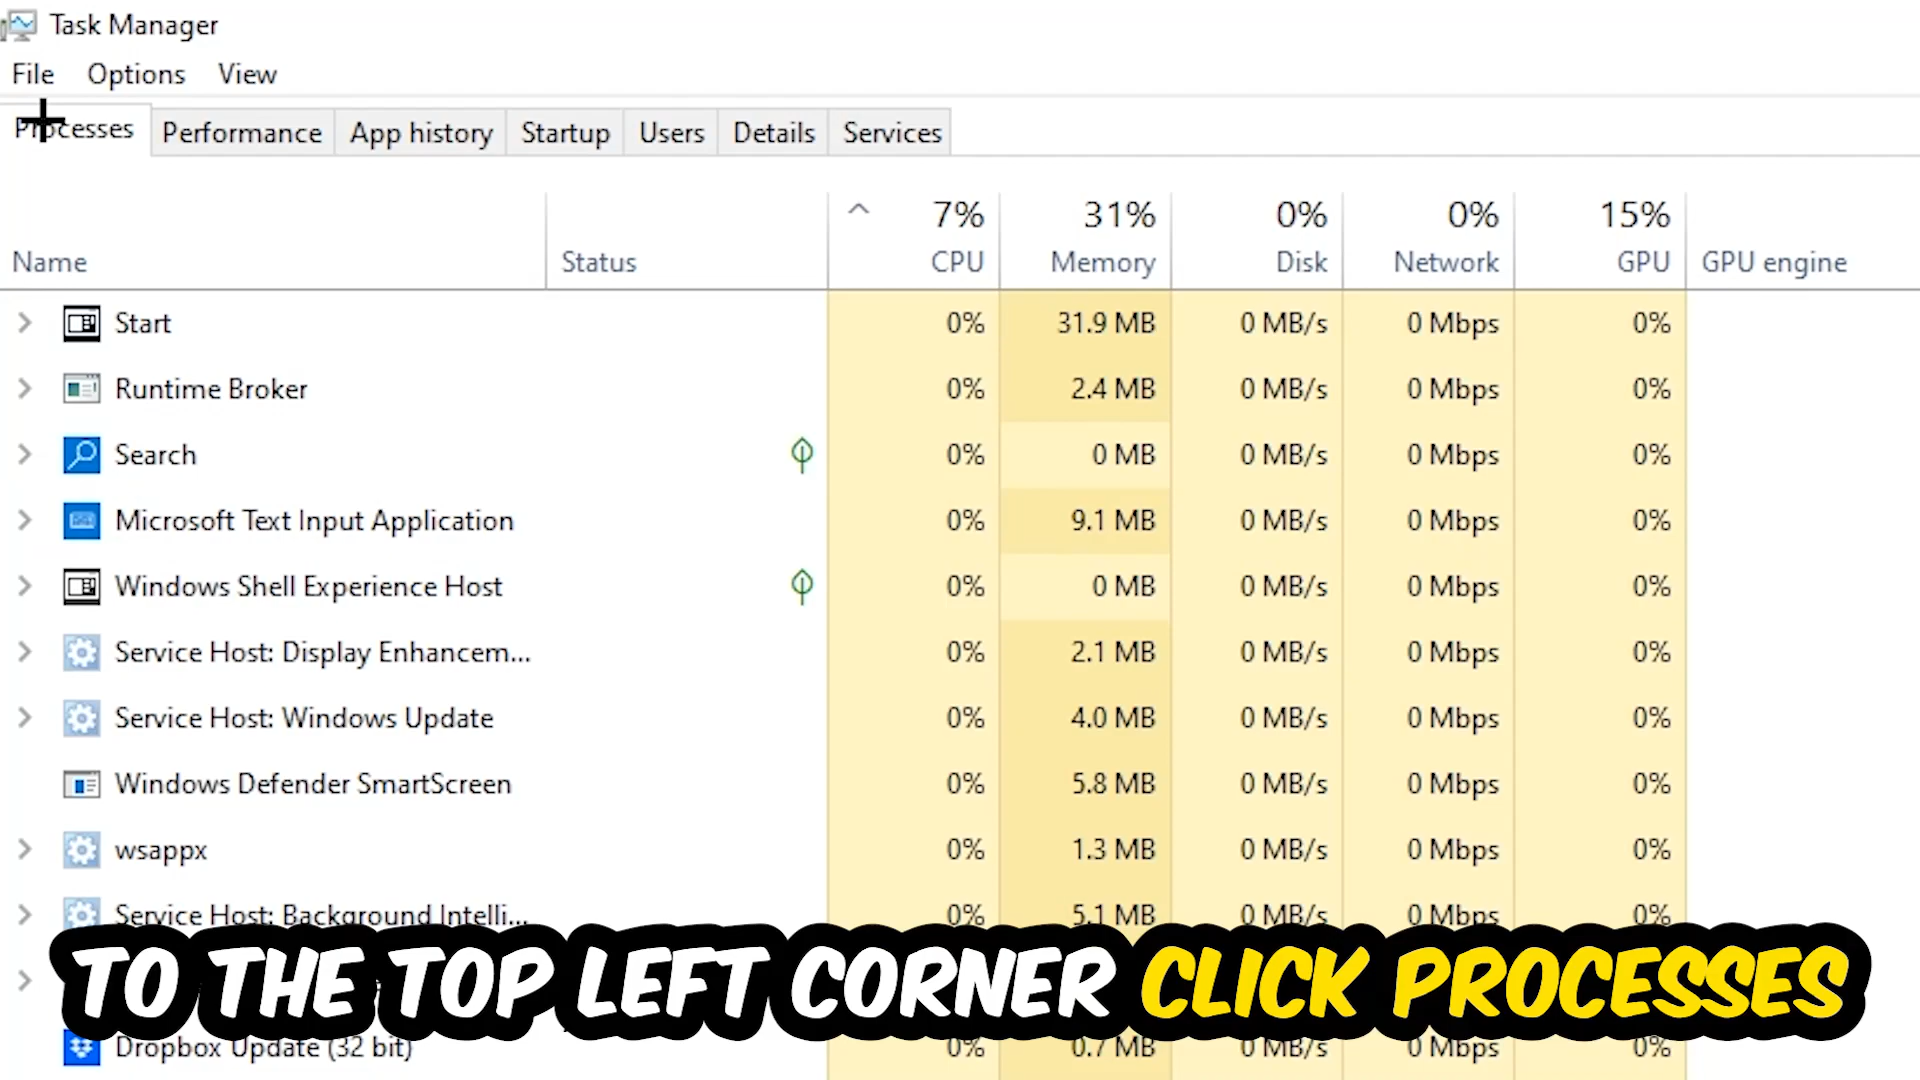 Task Manager
File Options View
Processes Performance App history Startup Users Details Services
7% 31% 0% 0% 15%
Name Status CPU Memory Disk Network GPU GPU engine
Start 0% 31.9 MB 0 MB/s 0 Mbps 0%
Runtime Broker 0% 2.4 MB 0 MB/s 0 Mbps 0%
Search 0% 0 MB 0 MB/s 0 Mbps 0%
Microsoft Text Input Application 0% 9.1 MB 0 MB/s 0 Mbps 0%
Windows Shell Experience Host 0% 0 MB 0 MB/s 0 Mbps 0%
Service Host: Display Enhancem... 0% 2.1 MB 0 MB/s 0 Mbps 0%
Service Host: Windows Update 0% 4.0 MB 0 MB/s 0 Mbps 0%
Windows Defender SmartScreen 0% 5.8 MB 0 MB/s 0 Mbps 0%
wsappx 0% 1.3 MB 0 MB/s 0 Mbps 0%
Service Host: Background Intelli... 0% 5.1 MB 0 MB/s 0 Mbps 0%
TO THE TOP LEFT CORNER CLICK PROCESSES
Dropbox Update (32 bit) 0% 0.7 MB 0 MB/s 0 Mbps 0%